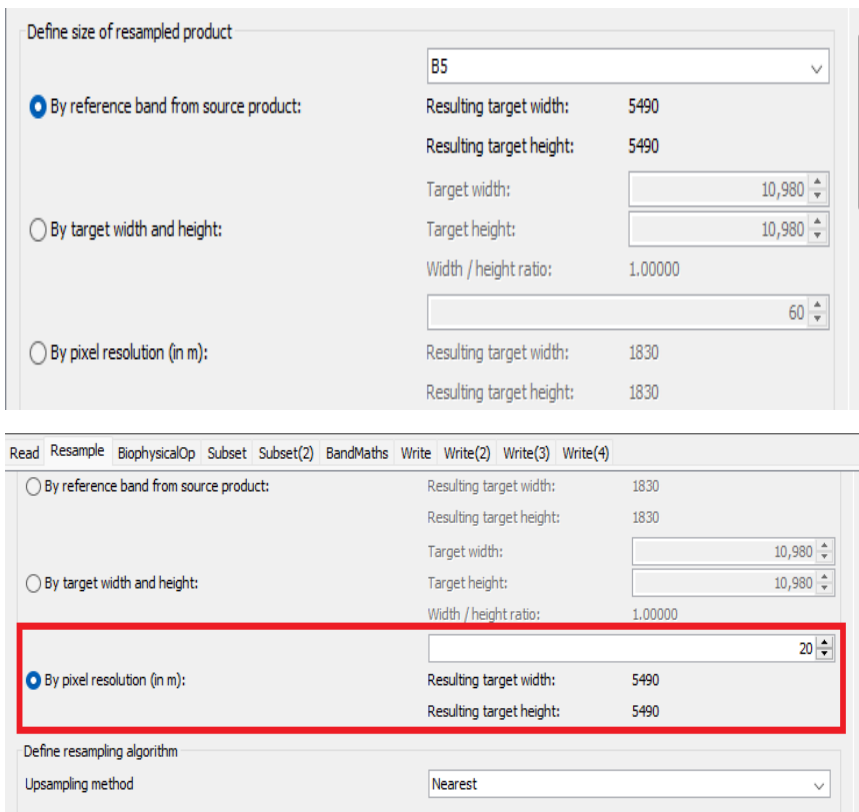 Define size of resampled product
B5
By reference band from source product: Resulting target width: 5490
Resulting target height: 5490
Target width: 10,980
By target width and height: Target height: 10,980
Width / height ratio: 1.00000
60
By pixel resolution (in m): Resulting target width: 1830
Resulting target height: 1830
Read Resample BiophysicalOp Subset Subset(2) BandMaths Write Write(2) Write(3) Write(4)
By reference band from source product: Resulting target width: 1830
Resulting target height: 1830
Target width: 10,980
By target width and height: Target height: 10,980
Width / height ratio: 1.00000
20
By pixel resolution (in m): Resulting target width: 5490
Resulting target height: 5490
Define resampling algorithm
Upsampling method Nearest